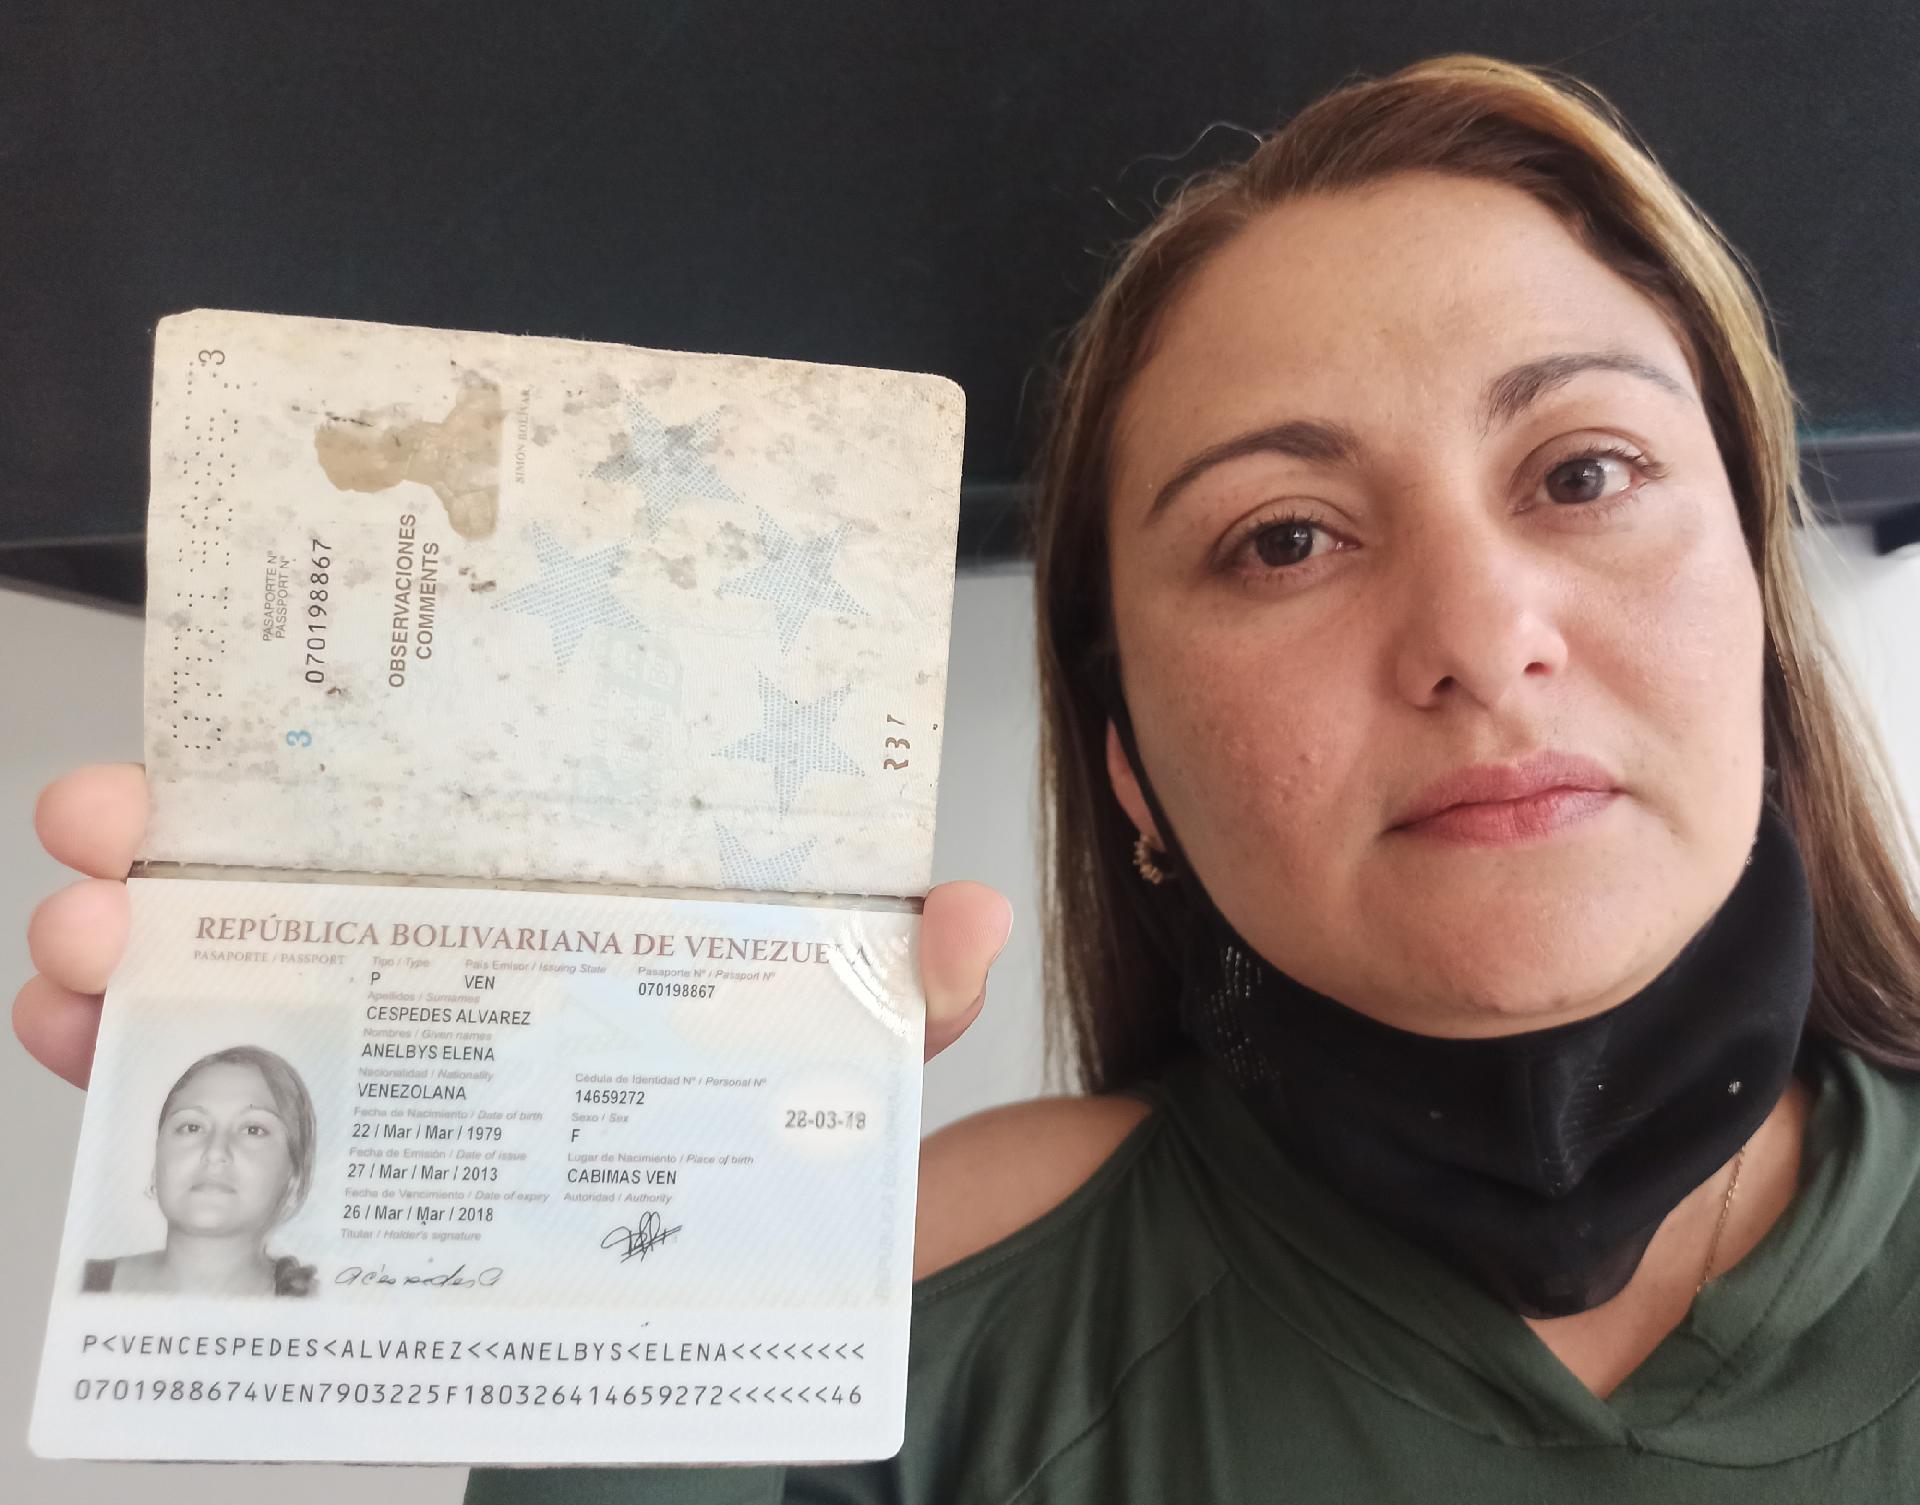 3
PASAPORTE Nº
PASSPORT Nº
070198867
OBSERVACIONES
COMMENTS
SIMÓN BOLÍVAR
3
REPÚBLICA BOLIVARIANA DE VENEZUELA
PASAPORTE / PASSPORT
Tipo / Type País Emisor / Issuing State Pasaporte Nº / Passport Nº
P VEN 070198867
Apellidos / Surnames
CESPEDES ALVAREZ
Nombres / Given names
ANELBYS ELENA
Nacionalidad / Nationality Cédula de Identidad Nº / Personal Nº
VENEZOLANA 14659272
Fecha de Nacimiento / Date of birth Sexo / Sex
22 / Mar / Mar / 1979 F
28-03-18
Fecha de Emisión / Date of issue Lugar de Nacimiento / Place of birth
27 / Mar / Mar / 2013 CABIMAS VEN
Fecha de Vencimiento / Date of expiry Autoridad / Authority
26 / Mar / Mar / 2018
Titular / Holder's signature
P<VENCESPEDES<ALVAREZ<<ANELBYS<ELENA<<<<<<<<
0701988674VEN7903225F180326414659272<<<<<<46